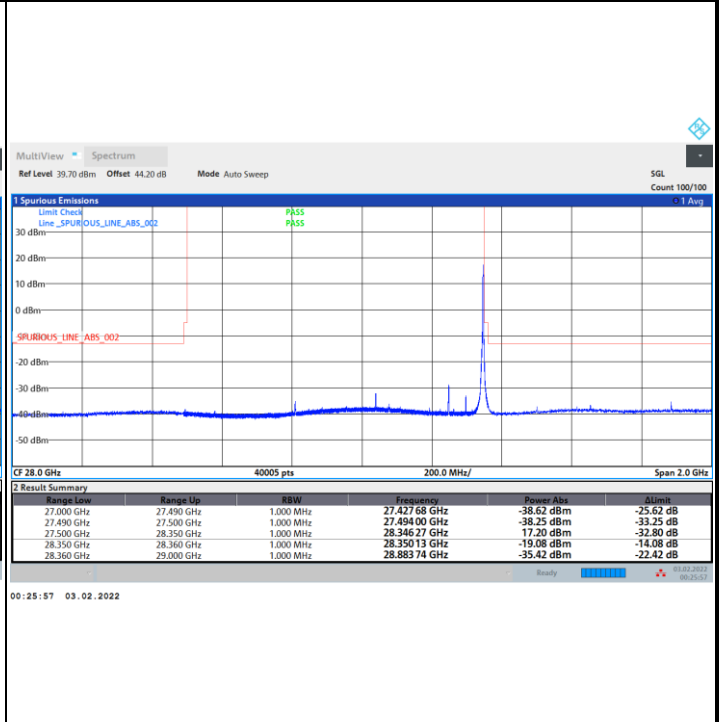 MultiView Spectrum
Ref Level 39.70 dBm Offset 44.20 dB Mode Auto Sweep SGL
Count 100/100
1 Spurious Emissions 1 Avg
Limit Check PASS
Line _SPURIOUS_LINE_ABS_002 PASS
30 dBm
20 dBm
10 dBm
0 dBm
SPURIOUS_LINE_ABS_002
-20 dBm
-30 dBm
-40 dBm
-50 dBm
CF 28.0 GHz 40005 pts 200.0 MHz/ Span 2.0 GHz
2 Result Summary
Range Low Range Up RBW Frequency Power Abs ΔLimit
27.000 GHz 27.490 GHz 1.000 MHz 27.427 68 GHz -38.62 dBm -25.62 dB
27.490 GHz 27.500 GHz 1.000 MHz 27.494 00 GHz -38.25 dBm -33.25 dB
27.500 GHz 28.350 GHz 1.000 MHz 28.346 27 GHz 17.20 dBm -32.80 dB
28.350 GHz 28.360 GHz 1.000 MHz 28.350 13 GHz -19.08 dBm -14.08 dB
28.360 GHz 29.000 GHz 1.000 MHz 28.883 74 GHz -35.42 dBm -22.42 dB
Ready 03.02.2022
00:25:57
00:25:57 03.02.2022